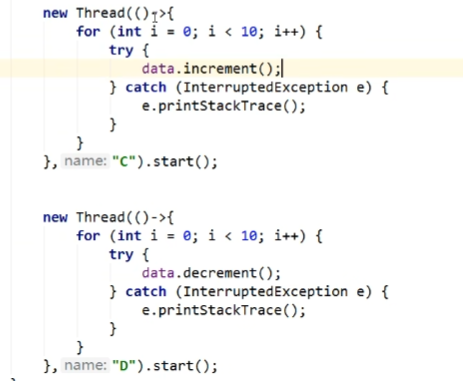 new Thread(()->{
for (int i = 0; i < 10; i++) {
try {
data.increment();
} catch (InterruptedException e) {
e.printStackTrace();
}
}
}, name: "C").start();
new Thread(()->{
for (int i = 0; i < 10; i++) {
try {
data.decrement();
} catch (InterruptedException e) {
e.printStackTrace();
}
}
}, name: "D").start();